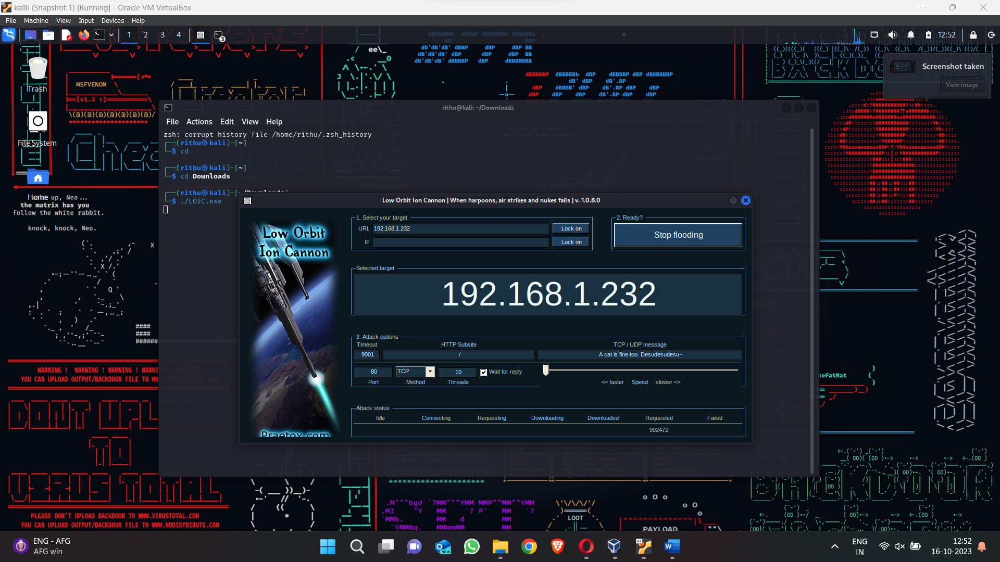 kallli (Snapshot 1) [Running] - Oracle VM VirtualBox
File Machine View Input Devices Help
1 2 3 4 3 12:52
Screenshot taken
View image
Trash
File System
Home
MSFVENOM
[v1.3 >]
rithu@kali: ~/Downloads
File Actions Edit View Help
zsh: corrupt history file /home/rithu/.zsh_history
┌──(rithu㉿kali)-[~]
└─$ cd
┌──(rithu㉿kali)-[~]
└─$ cd Downloads
┌──(rithu㉿kali)-[~/Downloads]
└─$ ./LOIC.exe
up, Neo...
the matrix has you
follow the white rabbit.
knock, knock, Neo.
Low Orbit Ion Cannon | When harpoons, air strikes and nukes fails | v. 1.0.8.0
Low Orbit
Ion Cannon
Praetox.com
1. Select your target
URL 192.168.1.232 Lock on
IP Lock on
2. Ready?
Stop flooding
Selected target
192.168.1.232
3. Attack options
Timeout HTTP Subsite TCP / UDP message
9001 / A cat is fine too. Desudesudesu~
80 TCP 10 Wait for reply
Port Method Threads <= faster Speed slower =>
Attack status
Idle Connecting Requesting Downloading Downloaded Requested Failed
992472
WARNING ! WARNING ! WARNING ! WARNI
YOU CAN UPLOAD OUTPUT/BACKDOOR FILE TO WW
PLEASE DON'T UPLOAD BACKDOOR TO WWW.VIRUSTOTAL.COM
YOU CAN UPLOAD OUTPUT/BACKDOOR FILE TO WWW.NODISTRIBUTE.COM
TheFatRat
LOOT
PAYLOAD
ENG - AFG
AFG win
NEW
ENG
IN
12:52
16-10-2023